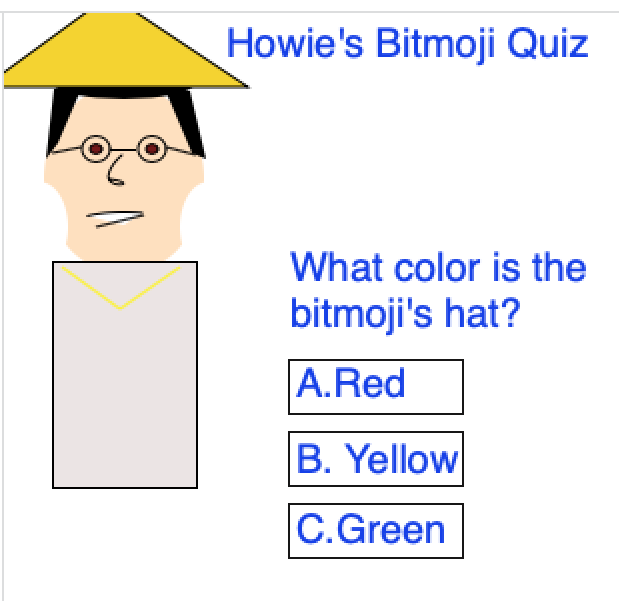 Howie's Bitmoji Quiz
What color is the
bitmoji's hat?
A.Red
B. Yellow
C.Green